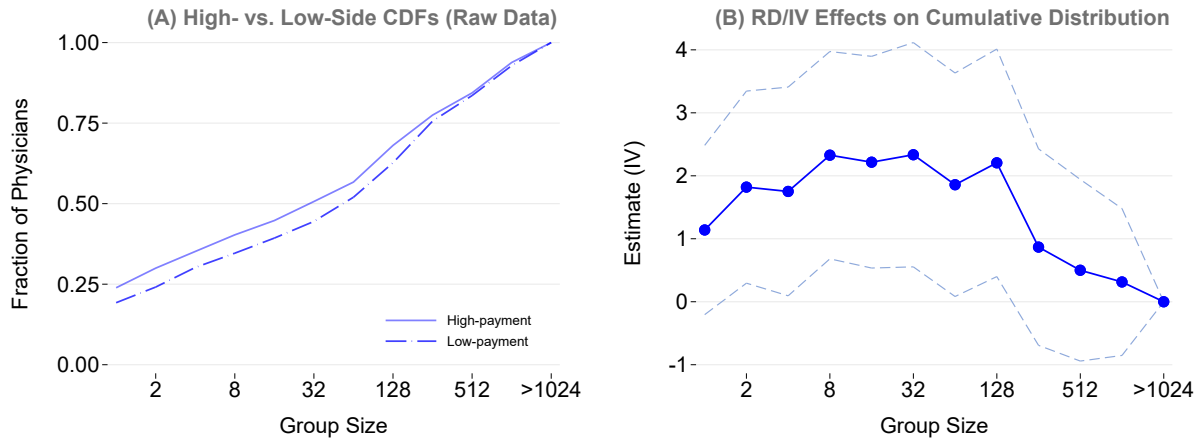 (A) High- vs. Low-Side CDFs (Raw Data)
1.00
0.75
0.50
0.25
0.00
Fraction of Physicians
High-payment
Low-payment
2 8 32 128 512 >1024
Group Size
(B) RD/IV Effects on Cumulative Distribution
4
3
2
1
0
-1
Estimate (IV)
2 8 32 128 512 >1024
Group Size